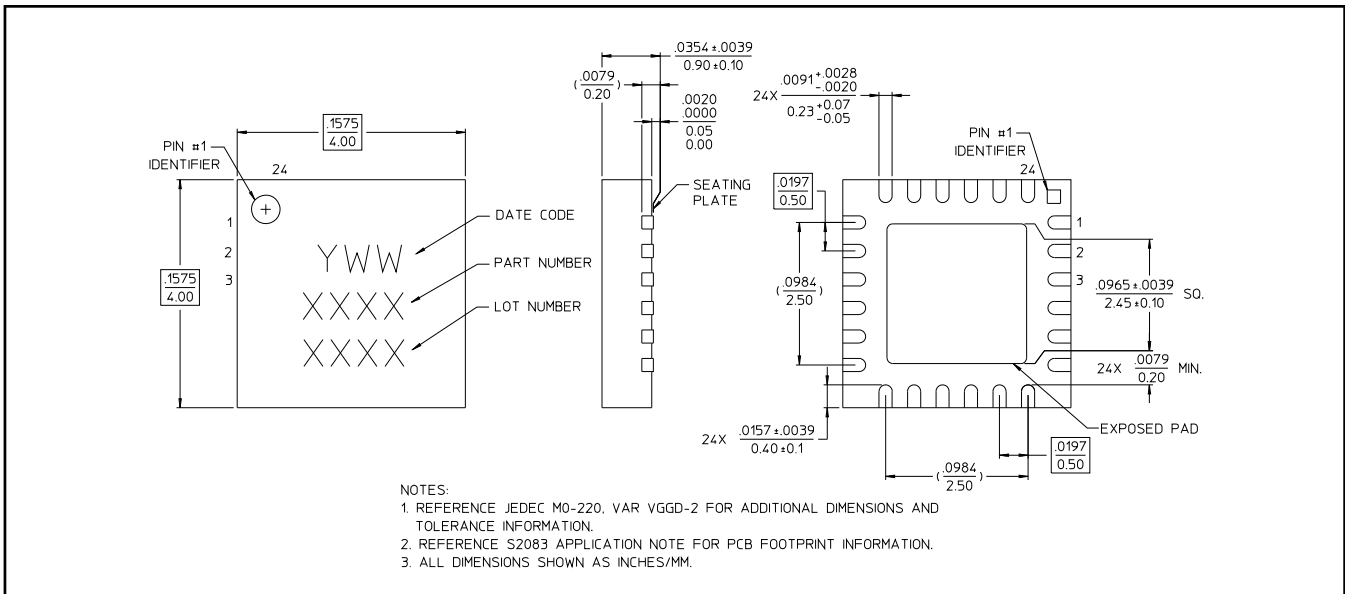 .1575
4.00
PIN #1
IDENTIFIER
24
1
2
3
.1575
4.00
YWW
XXXX
XXXX
DATE CODE
PART NUMBER
LOT NUMBER
.0354±.0039
0.90±0.10
(.0079)
0.20
.0020
.0000
0.05
0.00
SEATING
PLATE
24X .0091 +.0028 -.0020
0.23 +0.07 -0.05
PIN #1
IDENTIFIER
24
.0197
0.50
1
2
3
(.0984)
2.50
.0965±.0039 SQ.
2.45±0.10
24X .0079 MIN.
0.20
24X .0157±.0039
0.40±0.1
EXPOSED PAD
.0197
0.50
(.0984)
2.50
NOTES:
1. REFERENCE JEDEC MO-220, VAR VGGD-2 FOR ADDITIONAL DIMENSIONS AND
TOLERANCE INFORMATION.
2. REFERENCE S2083 APPLICATION NOTE FOR PCB FOOTPRINT INFORMATION.
3. ALL DIMENSIONS SHOWN AS INCHES/MM.